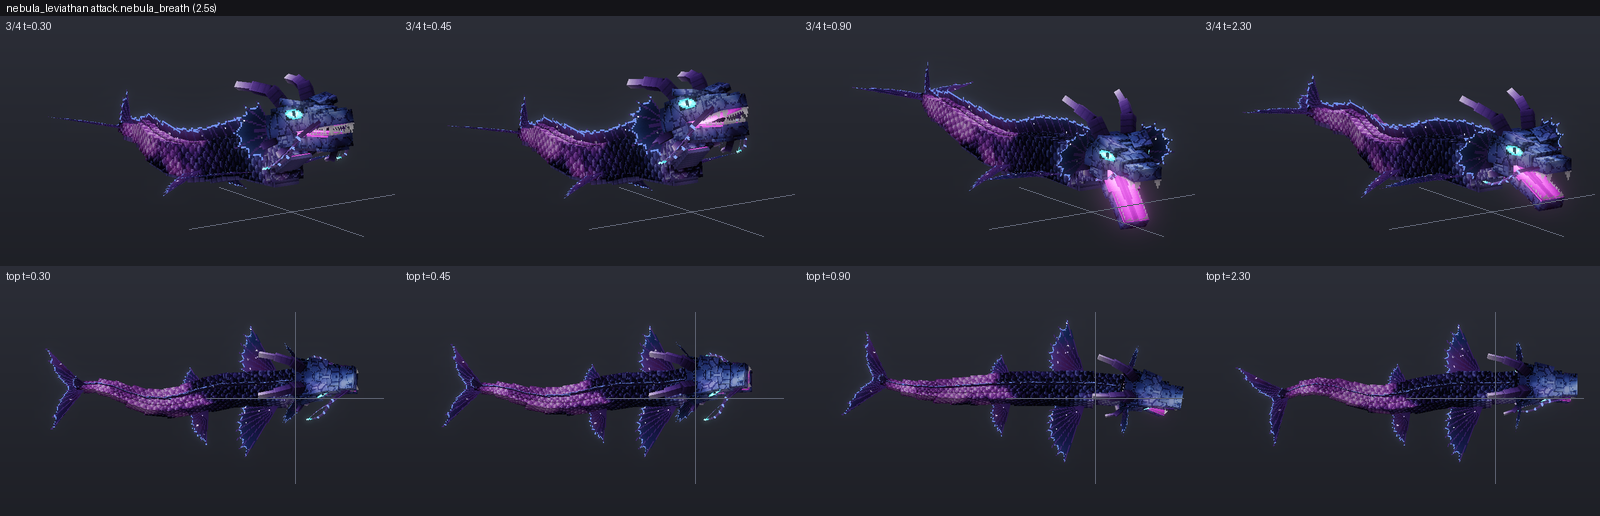 nebula_leviathan attack.nebula_breath (2.5s)
3/4 t=0.30
3/4 t=0.45
3/4 t=0.90
3/4 t=2.30
top t=0.30
top t=0.45
top t=0.90
top t=2.30